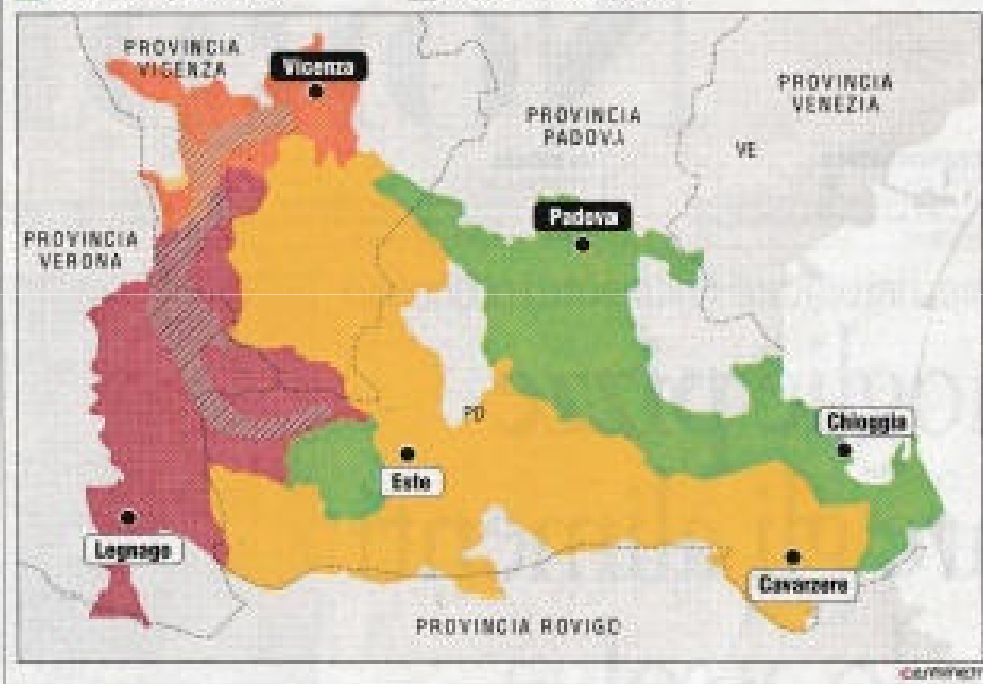 PROVINCIA
VICENZA
Vicenza
PROVINCIA
VENEZIA
PROVINCIA
PADOVA
VE
Padova
PROVINCIA
VERONA
PD
Chioggia
Este
Legnago
Cavarzere
PROVINCIA ROVIGO